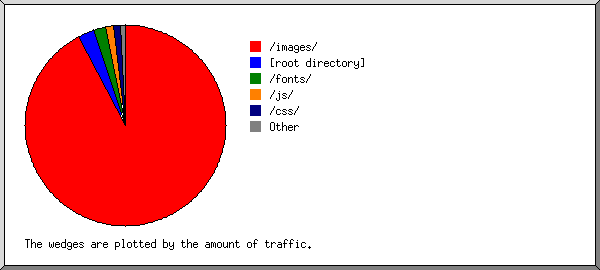 /images/
[root directory]
/fonts/
/js/
/css/
Other
The wedges are plotted by the amount of traffic.